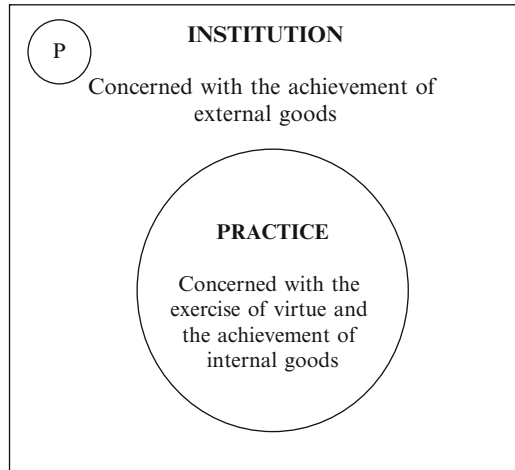 P
INSTITUTION
Concerned with the achievement of
external goods
PRACTICE
Concerned with the
exercise of virtue and
the achievement of
internal goods